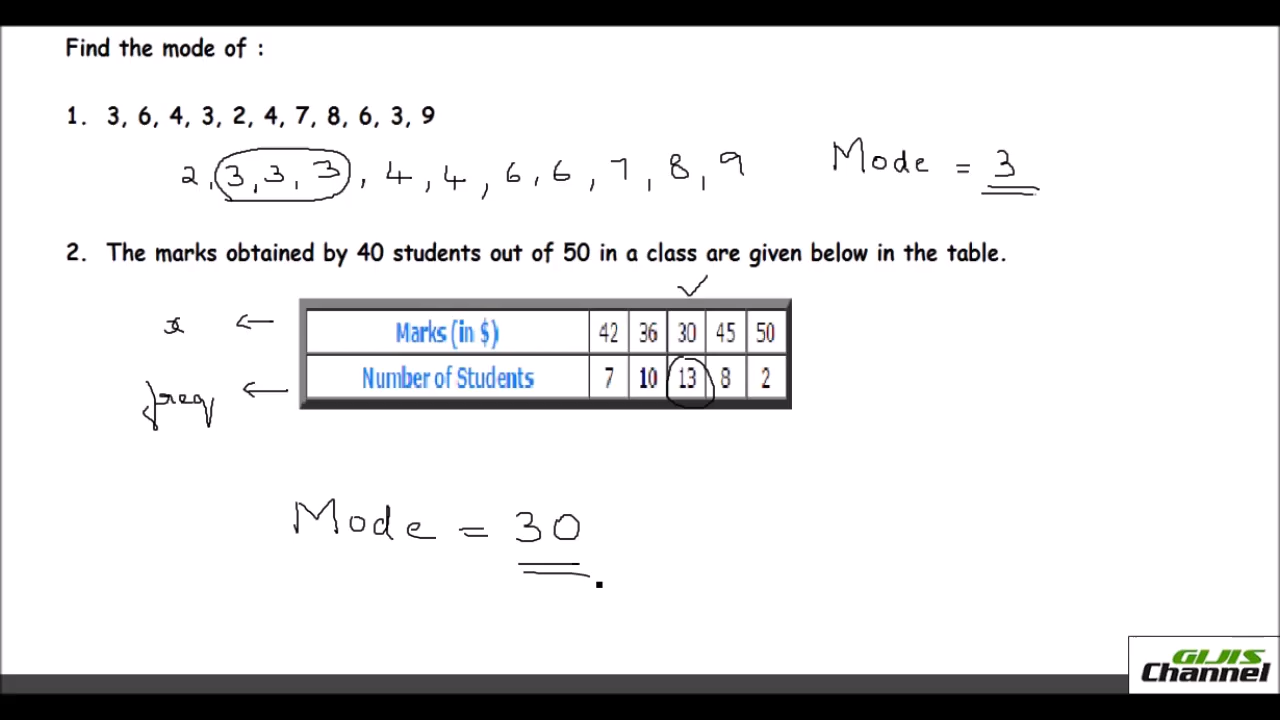 Find the mode of :
1. 3, 6, 4, 3, 2, 4, 7, 8, 6, 3, 9
2, 3, 3, 3, 4, 4, 6, 6, 7, 8, 9 Mode = 3
2. The marks obtained by 40 students out of 50 in a class are given below in the table.
x ← Marks (in $) 42 36 30 45 50
freq ← Number of Students 7 10 13 8 2
Mode = 30
GIIS
Channel